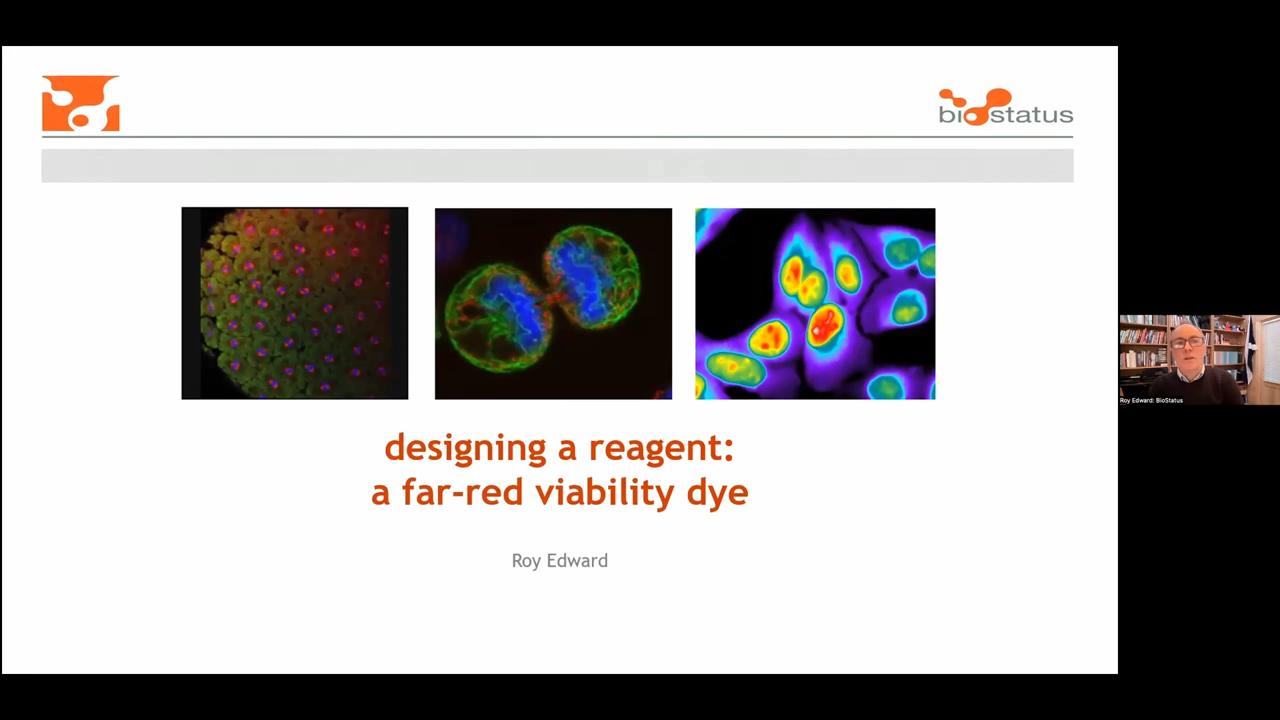 biostatus
designing a reagent:
a far-red viability dye
Roy Edward
Roy Edward: BioStatus